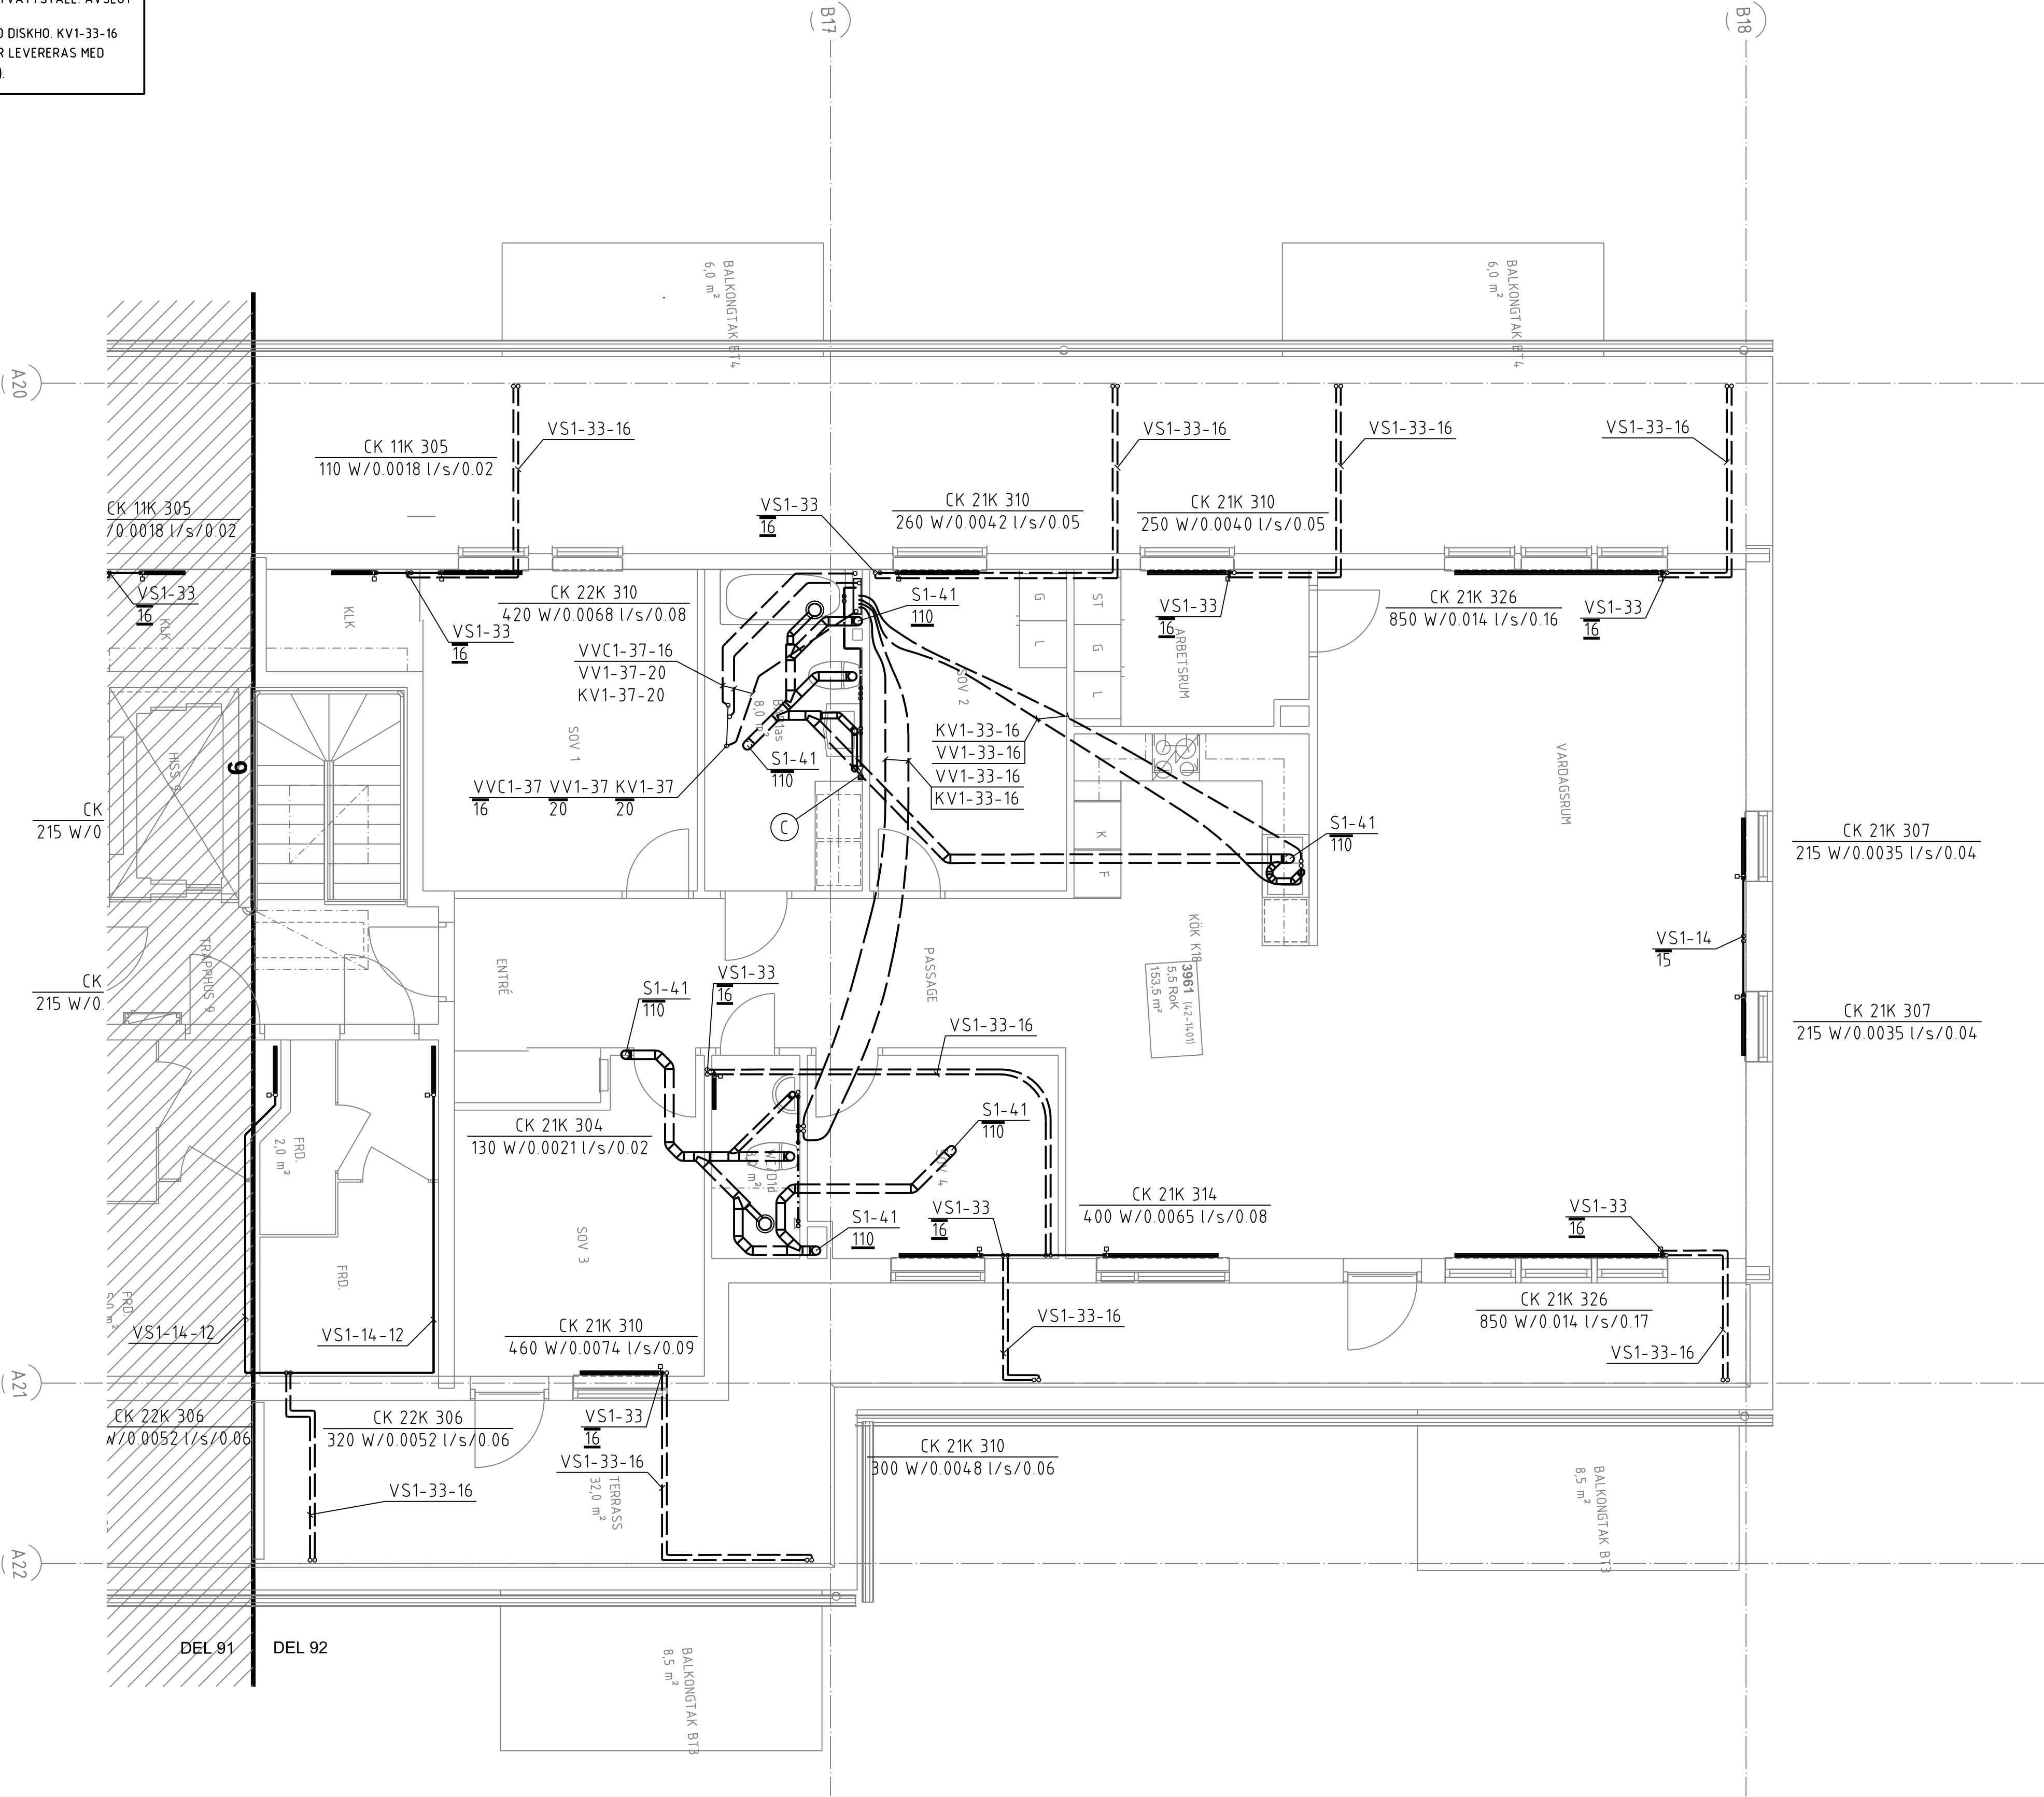 DISKHO. KV1-33-16
LEVERERAS MED
B17
B18
A20
A21
A22
BALKONGTAK BT4
6,0 m²
BALKONGTAK BT4
6,0 m²
VS1-33-16
CK 11K 305
110 W/0.0018 l/s/0.02
VS1-33-16
VS1-33-16
VS1-33-16
CK 11K 305
/0.0018 l/s/0.02
VS1-33
16
CK 21K 310
260 W/0.0042 l/s/0.05
CK 21K 310
250 W/0.0040 l/s/0.05
VS1-33
16
KLK
KLK
VS1-33
16
CK 22K 310
420 W/0.0068 l/s/0.08
S1-41
110
G
L
ST
G
L
VS1-33
16
ARBETSRUM
CK 21K 326
850 W/0.014 l/s/0.16
VS1-33
16
VVC1-37-16
VV1-37-20
KV1-37-20
SOV 1
SOV 2
KV1-33-16
VV1-33-16
VV1-33-16
KV1-33-16
VARDAGSRUM
HISS 9
9
S1-41
110
VVC1-37 VV1-37 KV1-37
16 20 20
C
K
F
S1-41
110
CK
215 W/0
CK 21K 307
215 W/0.0035 l/s/0.04
CK
215 W/0.
TRAPPHUS 9
ENTRÉ
PASSAGE
KÖK K18
3961 (42-1401)
5,5 RoK
153,5 m²
VS1-14
15
CK 21K 307
215 W/0.0035 l/s/0.04
S1-41
110
VS1-33
16
VS1-33-16
CK 21K 304
130 W/0.0021 l/s/0.02
S1-41
110
FRD.
2,0 m²
SOV 4
CK 21K 314
400 W/0.0065 l/s/0.08
VS1-33
16
VS1-33
16
S1-41
110
SOV 3
FRD.
FRD.
VS1-14-12
VS1-14-12
CK 21K 310
460 W/0.0074 l/s/0.09
VS1-33-16
CK 21K 326
850 W/0.014 l/s/0.17
VS1-33-16
CK 22K 306
W/0.0052 l/s/0.06
CK 22K 306
320 W/0.0052 l/s/0.06
VS1-33
16
VS1-33-16
CK 21K 310
300 W/0.0048 l/s/0.06
VS1-33-16
TERRASS
32,0 m²
BALKONGTAK BT3
8,5 m²
DEL 91
DEL 92
BALKONGTAK BT3
8,5 m²